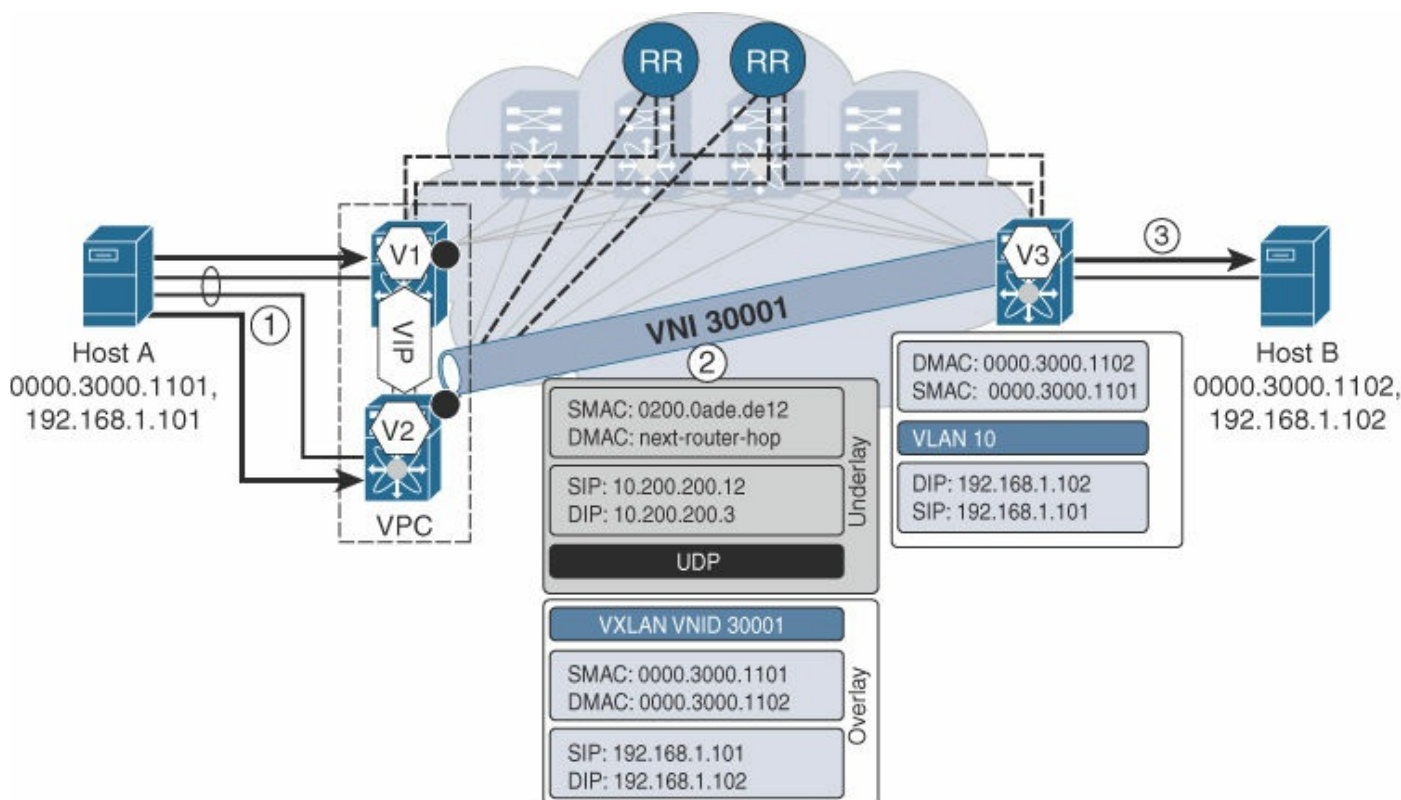 RR
RR
V1
VIP
V2
VPC
1
Host A
0000.3000.1101,
192.168.1.101
VNI 30001
2
SMAC: 0200.0ade.de12
DMAC: next-router-hop
SIP: 10.200.200.12
DIP: 10.200.200.3
UDP
Underlay
VXLAN VNID 30001
SMAC: 0000.3000.1101
DMAC: 0000.3000.1102
SIP: 192.168.1.101
DIP: 192.168.1.102
Overlay
V3
3
DMAC: 0000.3000.1102
SMAC: 0000.3000.1101
VLAN 10
DIP: 192.168.1.102
SIP: 192.168.1.101
Host B
0000.3000.1102,
192.168.1.102